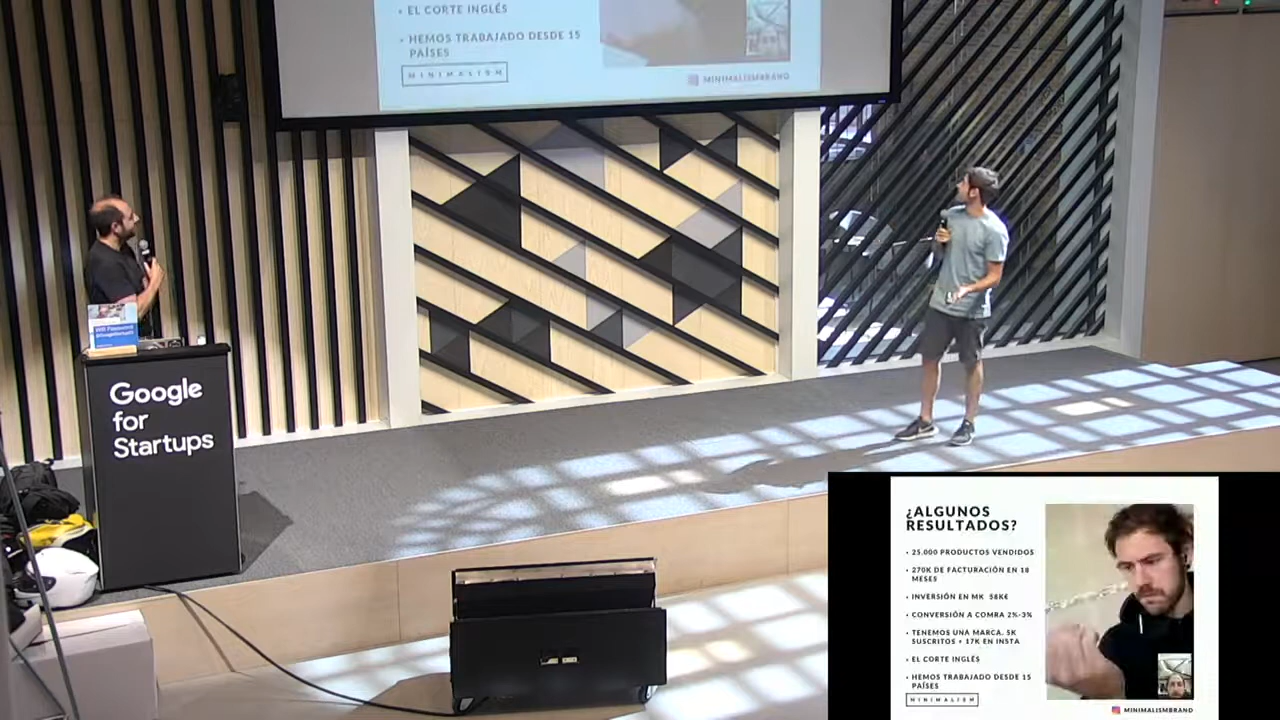 • EL CORTE INGLÉS
• HEMOS TRABAJADO DESDE 15
PAÍSES
MINIMALISM
MINIMALISMBRAND
Google
for
Startups
¿ALGUNOS
RESULTADOS?
• 25.000 PRODUCTOS VENDIDOS
• 270K DE FACTURACIÓN EN 18
MESES
• INVERSIÓN EN MK 58K€
• CONVERSIÓN A COMPRA 2%-3%
• TENEMOS UNA MARCA. 5K
SUSCRITOS + 17K EN INSTA
• EL CORTE INGLÉS
• HEMOS TRABAJADO DESDE 15
PAÍSES
MINIMALISM
MINIMALISMBRAND